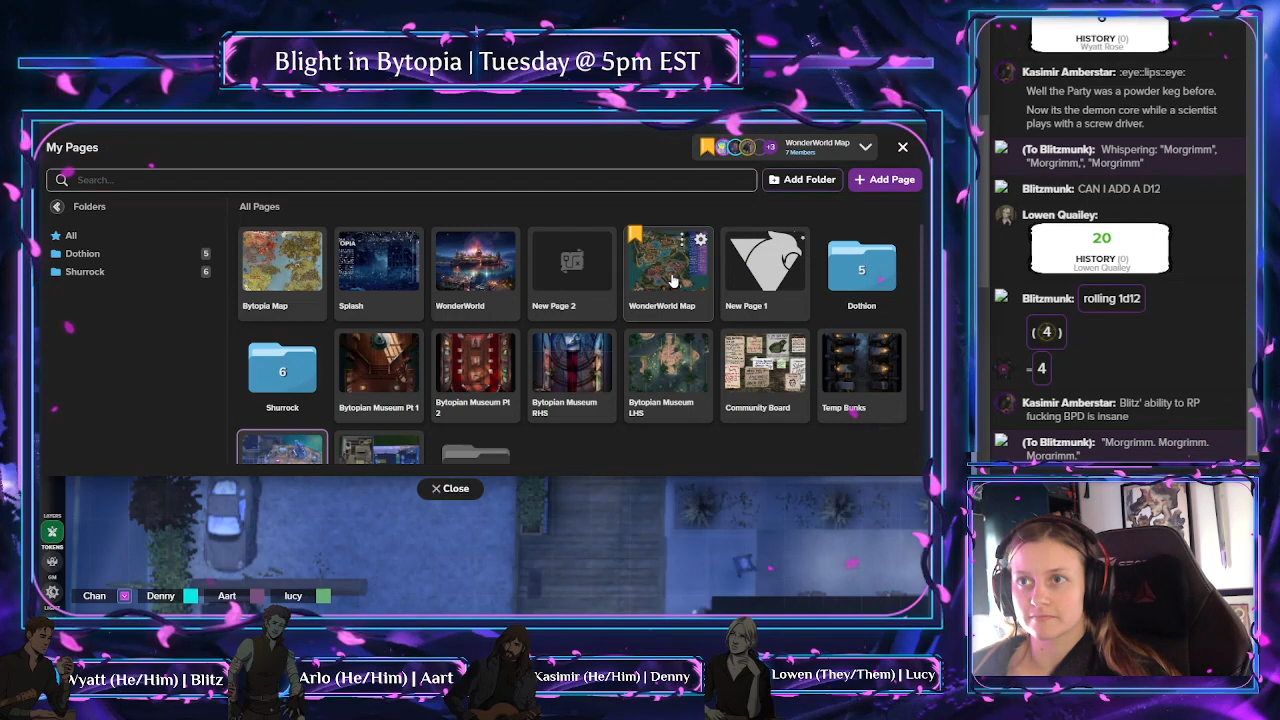 Blight in Bytopia | Tuesday @ 5pm EST
My Pages
+3
WonderWorld Map
7 Members
Search...
Add Folder
+ Add Page
Folders
All Pages
All
Dothion 5
Shurrock 6
OPIA
Bytopia Map
Splash
WonderWorld
New Page 2
WonderWorld Map
New Page 1
5
Dothion
6
Shurrock
Bytopian Museum Pt 1
Bytopian Museum Pt 2
Bytopian Museum RHS
Bytopian Museum LHS
Community Board
Temp Bunks
Close
LAYERS
TOKENS
GM
LIGHT
Chan
Denny
Aart
lucy
HISTORY (0)
Wyatt Rose
Kasimir Amberstar: :eye::lips::eye:
Well the Party was a powder keg before.
Now its the demon core while a scientist
plays with a screw driver.
(To Blitzmunk): Whispering: "Morgrimm",
"Morgrimm,", "Morgrimm"
Blitzmunk: CAN I ADD A D12
Lowen Quailey:
20
HISTORY (0)
Lowen Quailey
Blitzmunk: rolling 1d12
(4)
=4
Kasimir Amberstar: Blitz' ability to RP
fucking BPD is insane
(To Blitzmunk): "Morgrimm. Morgrimm.
Morgrimm."
Wyatt (He/Him) | Blitz
Arlo (He/Him) | Aart
Kasimir (He/Him) | Denny
Lowen (They/Them) | Lucy